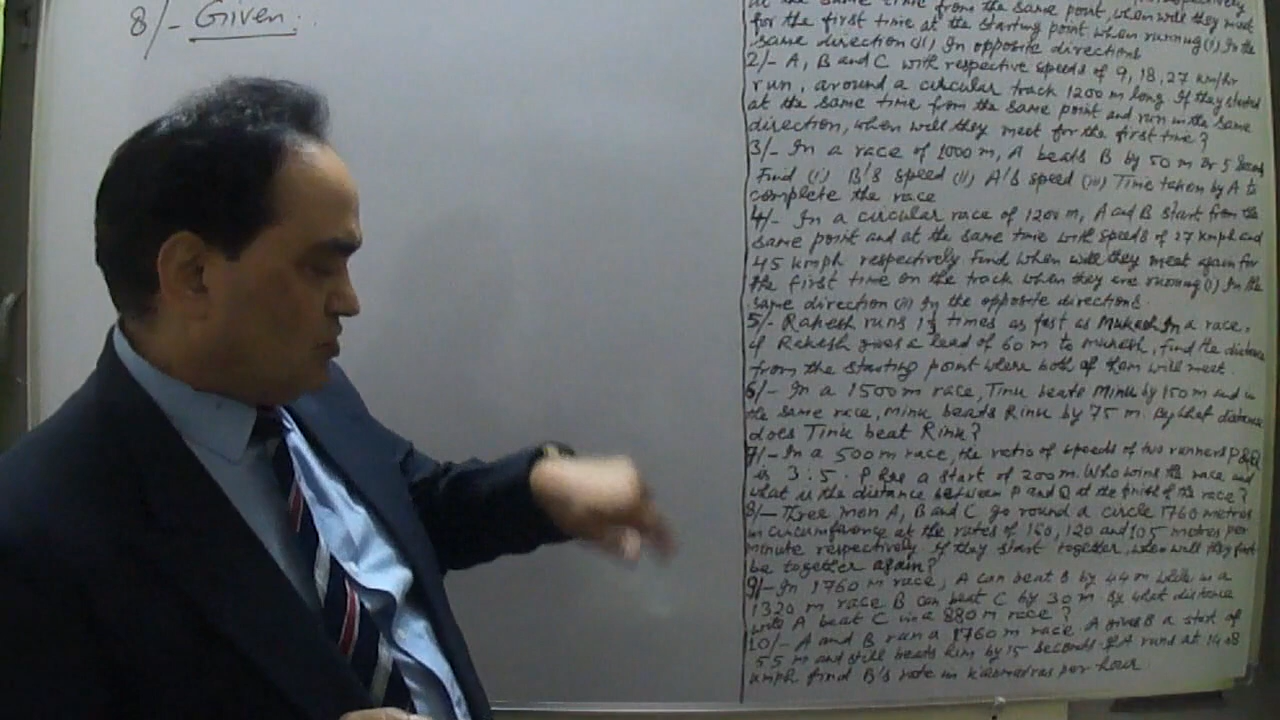 8/- Given:
at the same time from the same point, when will they meet
for the first time at the starting point when running (i) In the
same direction (ii) In opposite directions
2/- A, B and C with respective speeds of 9, 18, 27 km/hr
run, around a circular track 1200 m long If they started
at the same time from the same point and run in the same
direction, when will they meet for the first time?
3/- In a race of 1000 m, A beats B by 50 m or 5 Seconds
Find (i) B's speed (ii) A's speed (iii) Time taken by A to
complete the race
4/- In a circular race of 1200 m, A and B start from the
same point and at the same time with speeds of 27 kmph and
45 kmph respectively Find when will they meet again for
the first time on the track when they are running (i) In the
same direction (ii) In the opposite directions.
5/- Rakesh runs times as fast as Mukesh In a race,
if Rakesh gives a lead of 60 m to mukesh, find the distance
from the starting point where both of them will meet.
6/- In a 1500 m race, Tinu beats Minu by 150 m and in
the same race, Minu beats Rinu by 75 m. By what distance
does Tinu beat Rinu?
7/- In a 500 m race, the ratio of speeds of two runners P & Q
is 3:5. P has a start of 200 m. Who wins the race and
what is the distance between P and Q at the finish of the race?
8/- Three men A, B and C go round a circle 1760 metres
in circumference at the rates of 160, 120 and 105 metres per
minute respectively If they start together, when will they first
be together again?
9/- In 1760 m race, A can beat B by 44 m while in a
1320 m race B can beat C by 30 m By what distance
will A beat C in a 880 m race?
10/- A and B run a 1760 m race. A gives B a start of
55 m and still beats him by 15 seconds. If A runs at
kmph find B's rate in kilometres per hour